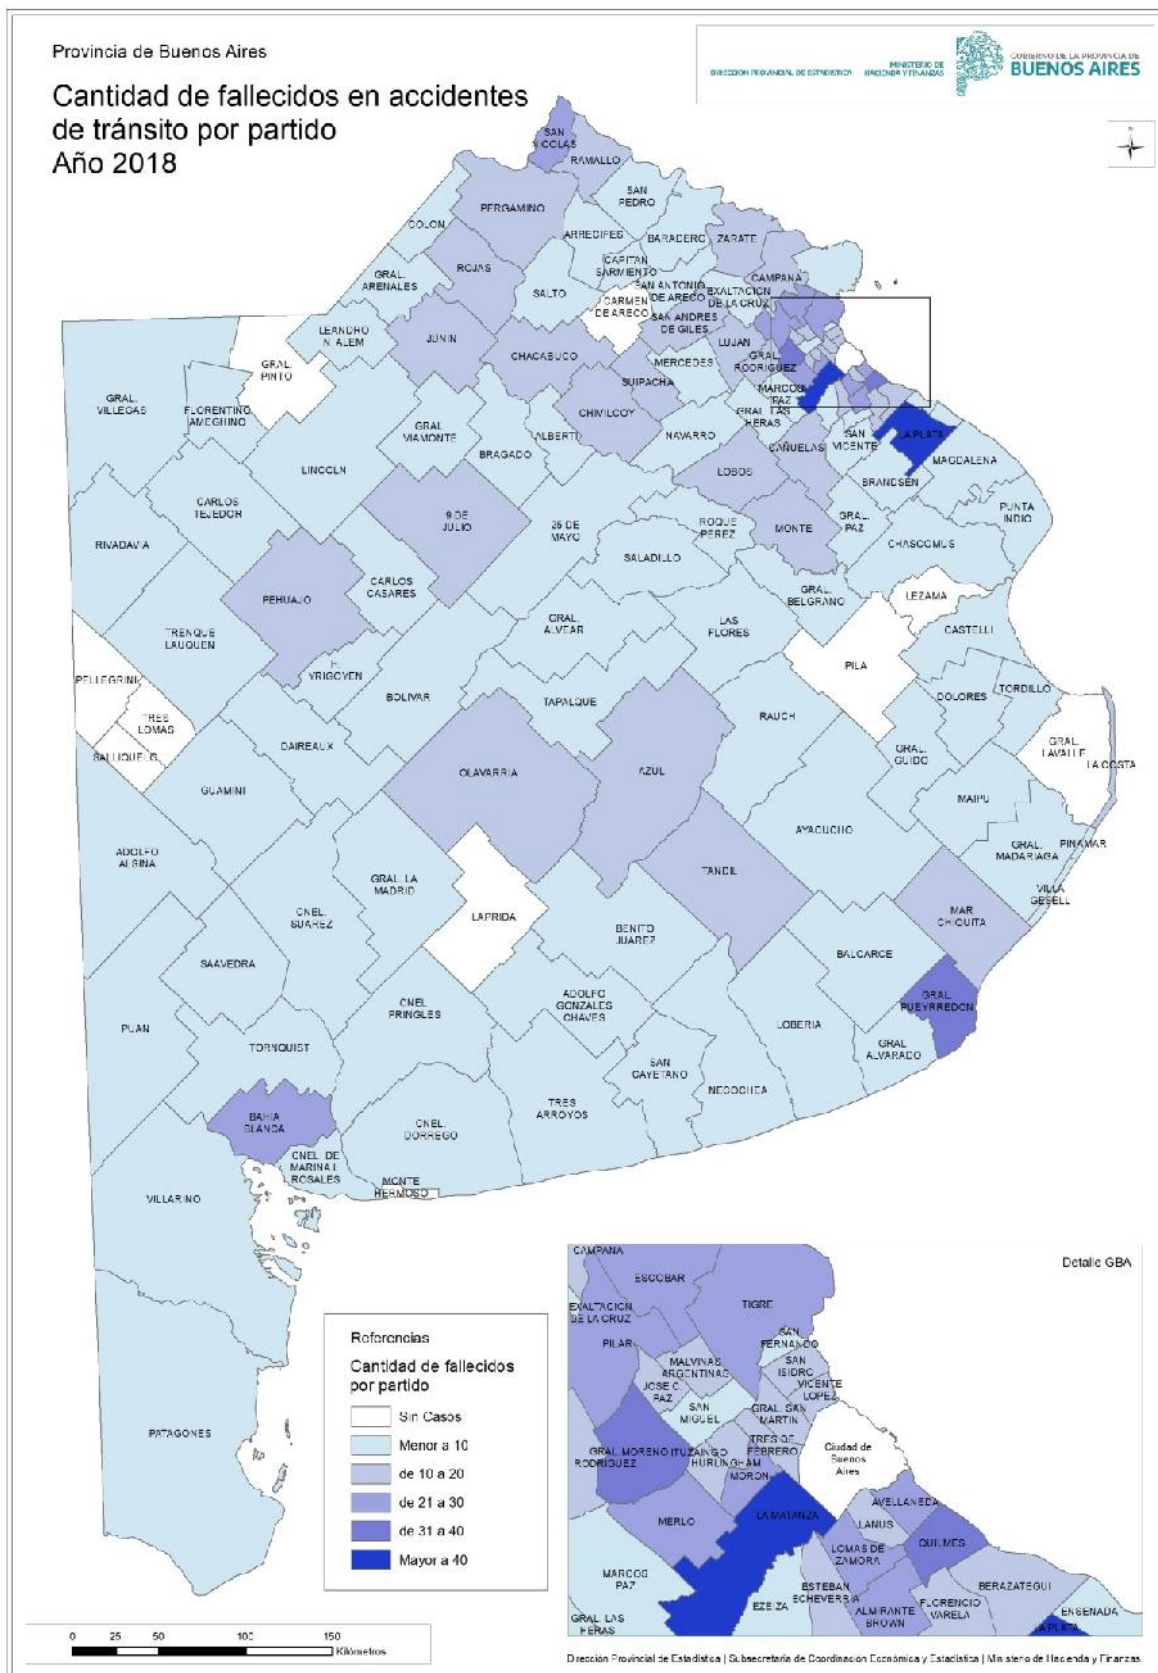 Provincia de Buenos Aires
Cantidad de fallecidos en accidentes
de tránsito por partido
Año 2018
DIRECCIÓN PROVINCIAL DE ESTADÍSTICA
MINISTERIO DE
HACIENDA Y FINANZAS
GOBIERNO DE LA PROVINCIA DE
BUENOS AIRES
SAN
NICOLAS
RAMALLO
SAN
PEDRO
PERGAMINO
COLON
ARRECIFES
BARADERO
ZARATE
CAPITAN
SARMIENTO
ROJAS
CAMPANA
GRAL.
ARENALES
SALTO
SAN ANTONIO
DE ARECO
EXALTACION
DE LA CRUZ
CARMEN
DE ARECO
SAN ANDRES
DE GILES
LEANDRO
N. ALEM
JUNIN
LUJAN
CHACABUCO
MERCEDES
GRAL.
RODRIGUEZ
GRAL.
PINTO
SUIPACHA
MARCOS
PAZ
GRAL.
VILLEGAS
FLORENTINO
AMEGHINO
CHIVILCOY
GRAL. LAS
HERAS
GRAL
VIAMONTE
ALBERTI
NAVARRO
SAN
VICENTE
LA PLATA
BRAGADO
CAÑUELAS
LINCOLN
LOBOS
MAGDALENA
BRANDSEN
CARLOS
TEJEDOR
9 DE
JULIO
25 DE
MAYO
ROQUE
PEREZ
MONTE
GRAL.
PAZ
PUNTA
INDIO
RIVADAVIA
SALADILLO
CHASCOMUS
CARLOS
CASARES
PEHUAJO
GRAL.
BELGRANO
LEZAMA
TRENQUE
LAUQUEN
GRAL.
ALVEAR
LAS
FLORES
CASTELLI
H.
YRIGOYEN
PILA
PELLEGRINI
BOLIVAR
TAPALQUE
DOLORES
TORDILLO
TRES
LOMAS
RAUCH
SALLIQUELO
DAIREAUX
GRAL.
GUIDO
GRAL.
LAVALLE
LA COSTA
OLAVARRIA
AZUL
GUAMINI
MAIPU
AYACUCHO
ADOLFO
ALSINA
GRAL.
MADARIAGA
PINAMAR
GRAL. LA
MADRID
TANDIL
VILLA
GESELL
CNEL.
SUAREZ
LAPRIDA
MAR
CHIQUITA
BENITO
JUAREZ
BALCARCE
SAAVEDRA
GRAL.
PUEYRREDON
ADOLFO
GONZALES
CHAVES
CNEL
PRINGLES
PUAN
LOBERIA
TORNQUIST
GRAL
ALVARADO
SAN
CAYETANO
NECOCHEA
BAHIA
BLANCA
TRES
ARROYOS
CNEL.
DORREGO
CNEL. DE
MARINA L
ROSALES
MONTE
HERMOSO
VILLARINO
PATAGONES
Referencias
Cantidad de fallecidos
por partido
Sin Casos
Menor a 10
de 10 a 20
de 21 a 30
de 31 a 40
Mayor a 40
0 25 50 100 150
Kilómetros
Detalle GBA
CAMPANA
ESCOBAR
TIGRE
EXALTACION
DE LA CRUZ
PILAR
SAN
FERNANDO
MALVINAS
ARGENTINAS
SAN
ISIDRO
JOSE C.
PAZ
VICENTE
LOPEZ
SAN
MIGUEL
GRAL. SAN
MARTIN
GRAL.
RODRIGUEZ
MORENO
ITUZAINGO
HURLINGHAM
TRES DE
FEBRERO
MORON
Ciudad de
Buenos
Aires
AVELLANEDA
MERLO
LA MATANZA
LANUS
LOMAS DE
ZAMORA
QUILMES
MARCOS
PAZ
ESTEBAN
ECHEVERRIA
BERAZATEGUI
EZEIZA
FLORENCIO
VARELA
ENSENADA
ALMIRANTE
BROWN
GRAL. LAS
HERAS
LA PLATA
Dirección Provincial de Estadística | Subsecretaría de Coordinación Económica y Estadística | Ministerio de Hacienda y Finanzas